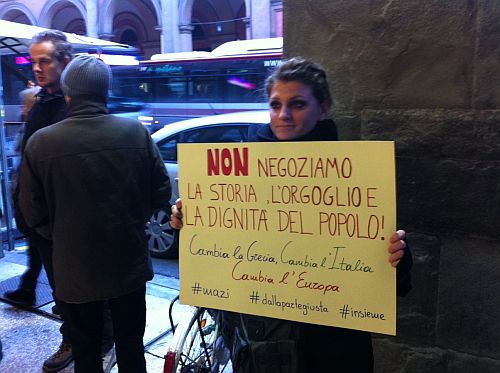 NON NEGOZIAMO
LA STORIA, L'ORGOGLIO E
LA DIGNITA' DEL POPOLO!
Cambia la Grecia, Cambia l'Italia
Cambia l'Europa
#mazi #dallapartegiusta #insieme